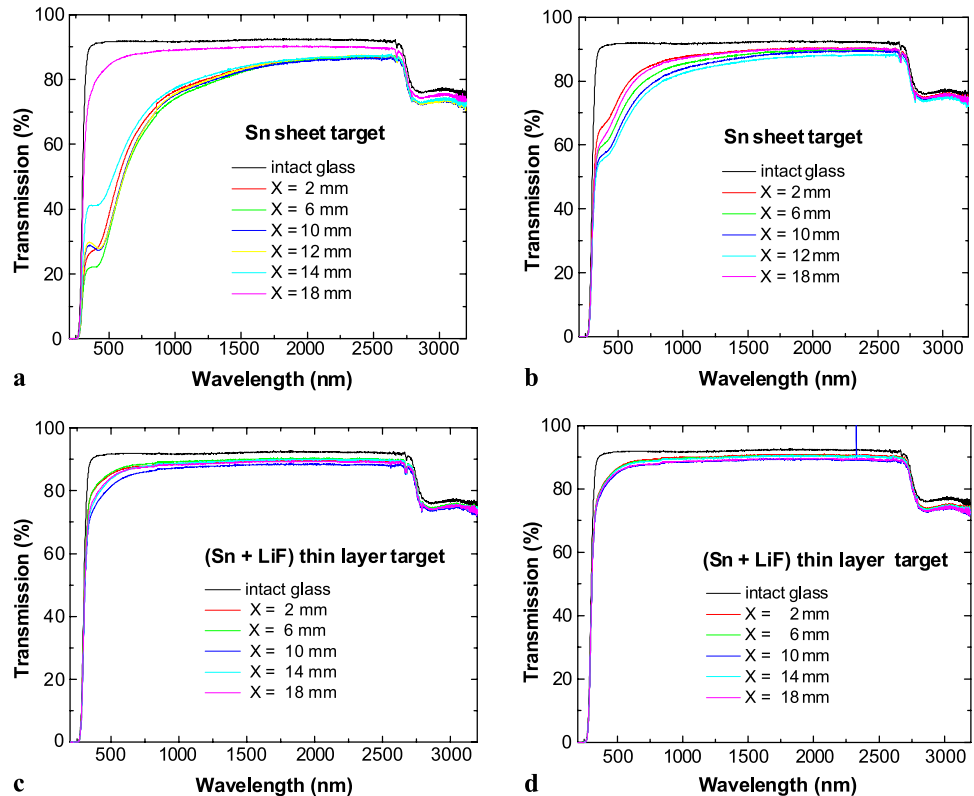 100
80
60
40
20
0
Transmission (%)
Sn sheet target
intact glass
X = 2 mm
X = 6 mm
X = 10 mm
X = 12 mm
X = 14 mm
X = 18 mm
500 1000 1500 2000 2500 3000
Wavelength (nm)
a
100
80
60
40
20
0
Transmission (%)
Sn sheet target
intact glass
X = 2 mm
X = 6 mm
X = 10 mm
X = 12 mm
X = 18 mm
500 1000 1500 2000 2500 3000
Wavelength (nm)
b
100
80
60
40
20
0
Transmission (%)
(Sn + LiF) thin layer target
intact glass
X = 2 mm
X = 6 mm
X = 10 mm
X = 14 mm
X = 18 mm
500 1000 1500 2000 2500 3000
Wavelength (nm)
c
100
80
60
40
20
0
Transmission (%)
(Sn + LiF) thin layer target
intact glass
X = 2 mm
X = 6 mm
X = 10 mm
X = 14 mm
X = 18 mm
500 1000 1500 2000 2500 3000
Wavelength (nm)
d